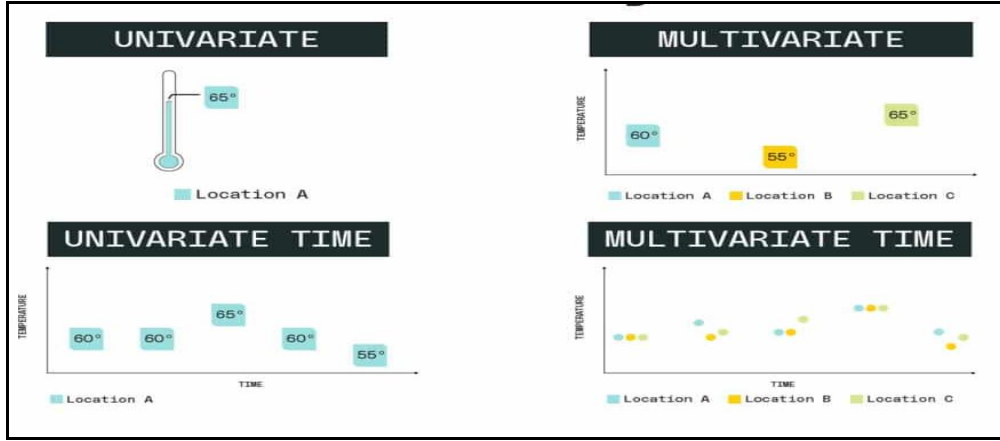 UNIVARIATE
65°
Location A
MULTIVARIATE
TEMPERATURE
60°
55°
65°
Location A Location B Location C
UNIVARIATE TIME
TEMPERATURE
60°
60°
65°
60°
55°
TIME
Location A
MULTIVARIATE TIME
TEMPERATURE
TIME
Location A Location B Location C